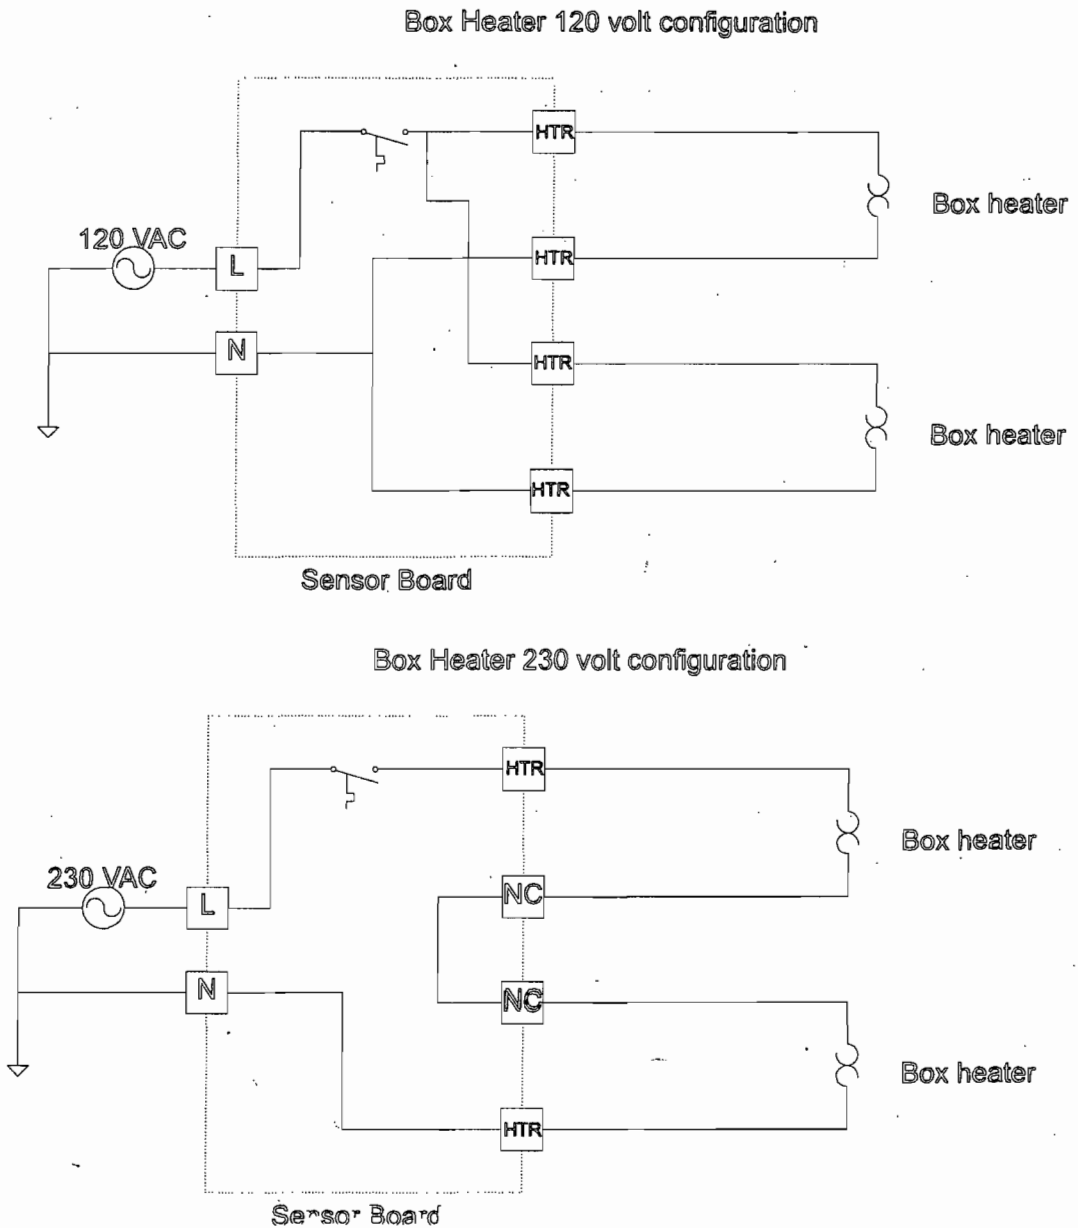 Box Heater 120 volt configuration
HTR
Box heater
120 VAC
L
HTR
N
HTR
Box heater
HTR
Sensor Board
Box Heater 230 volt configuration
HTR
Box heater
230 VAC
L
NC
N
NC
Box heater
HTR
Sensor Board